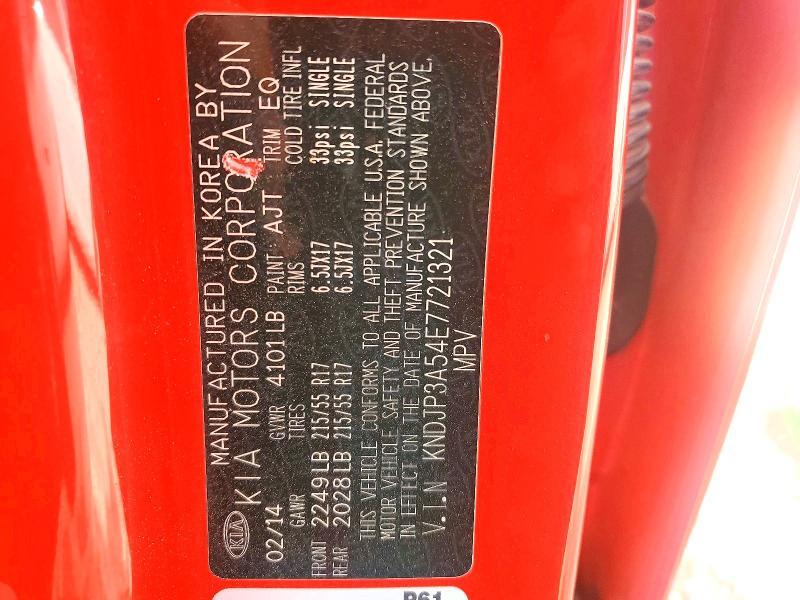 MANUFACTURED IN KOREA BY
KIA KIA MOTORS CORPORATION
02/14 GVWR 4101LB PAINT AJT TRIM EQ
GAWR TIRES RIMS COLD TIRE INFL
FRONT 2249LB 215/55 R17 6.5JX17 33psi SINGLE
REAR 2028LB 215/55 R17 6.5JX17 33psi SINGLE
THIS VEHICLE CONFORMS TO ALL APPLICABLE U.S.A. FEDERAL
MOTOR VEHICLE SAFETY AND THEFT PREVENTION STANDARDS
IN EFFECT ON THE DATE OF MANUFACTURE SHOWN ABOVE.
V.I.N KNDJP3A54E7721321
MPV